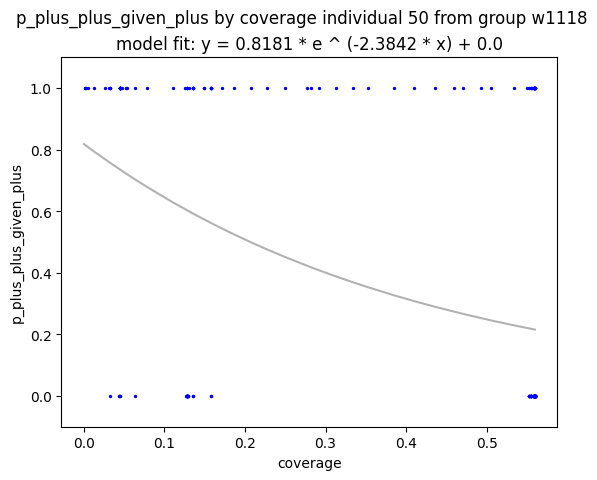 p_plus_plus_given_plus by coverage individual 50 from group w1118
model fit: y = 0.8181 * e ^ (-2.3842 * x) + 0.0
1.0
0.8
0.6
0.4
0.2
0.0
p_plus_plus_given_plus
0.0 0.1 0.2 0.3 0.4 0.5
coverage